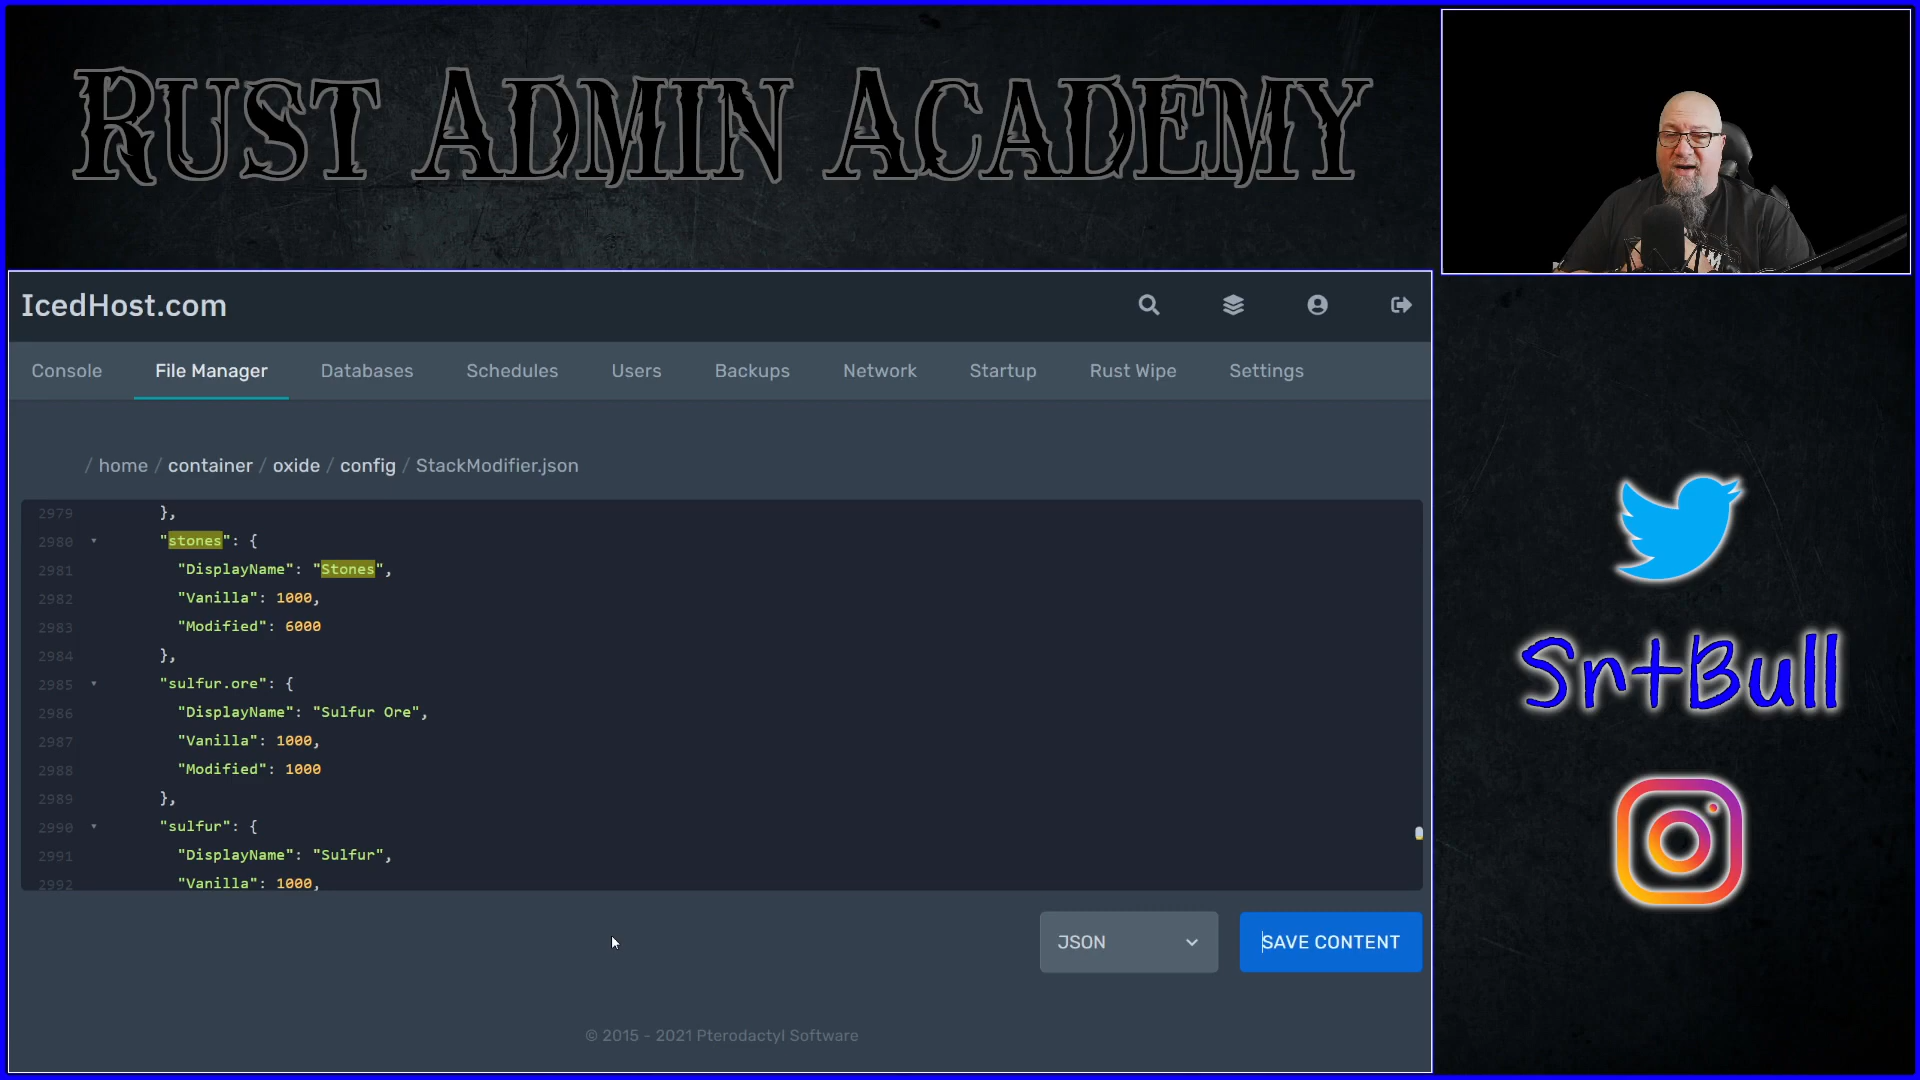 RUST ADMIN ACADEMY
IcedHost.com
Console File Manager Databases Schedules Users Backups Network Startup Rust Wipe Settings
/ home / container / oxide / config / StackModifier.json
2979 },
2980 "stones": {
2981 "DisplayName": "Stones",
2982 "Vanilla": 1000,
2983 "Modified": 6000
2984 },
2985 "sulfur.ore": {
2986 "DisplayName": "Sulfur Ore",
2987 "Vanilla": 1000,
2988 "Modified": 1000
2989 },
2990 "sulfur": {
2991 "DisplayName": "Sulfur",
2992 "Vanilla": 1000,
JSON
SAVE CONTENT
© 2015 - 2021 Pterodactyl Software
SntBull